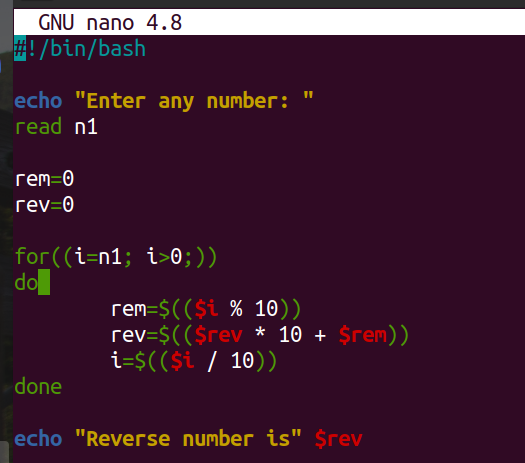 GNU nano 4.8
#!/bin/bash
echo "Enter any number: "
read n1
rem=0
rev=0
for((i=n1; i>0;))
do
rem=$(($i % 10))
rev=$(($rev * 10 + $rem))
i=$(($i / 10))
done
echo "Reverse number is" $rev